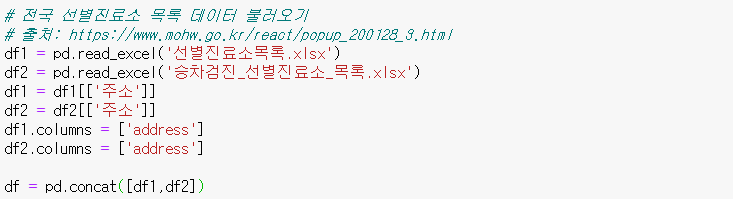 # 전국 선별진료소 목록 데이터 불러오기
# 출처: https://www.mohw.go.kr/react/popup_200128_3.html
df1 = pd.read_excel('선별진료소목록.xlsx')
df2 = pd.read_excel('승차검진_선별진료소_목록.xlsx')
df1 = df1[['주소']]
df2 = df2[['주소']]
df1.columns = ['address']
df2.columns = ['address']
df = pd.concat([df1,df2])